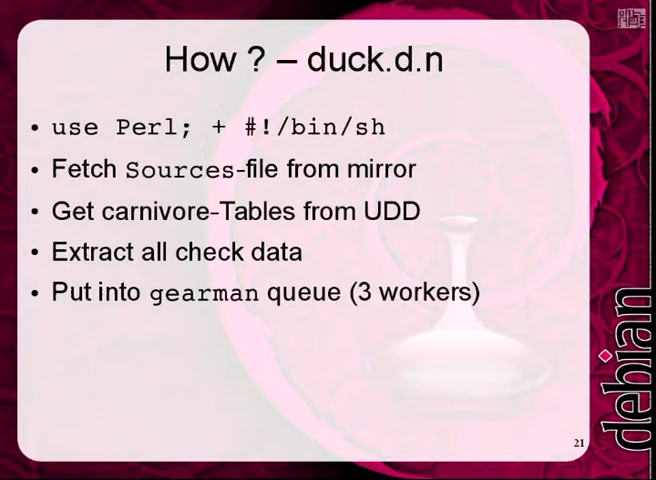 How ? – duck.d.n
• use Perl; + #!/bin/sh
• Fetch Sources-file from mirror
• Get carnivore-Tables from UDD
• Extract all check data
• Put into gearman queue (3 workers)
debian
21